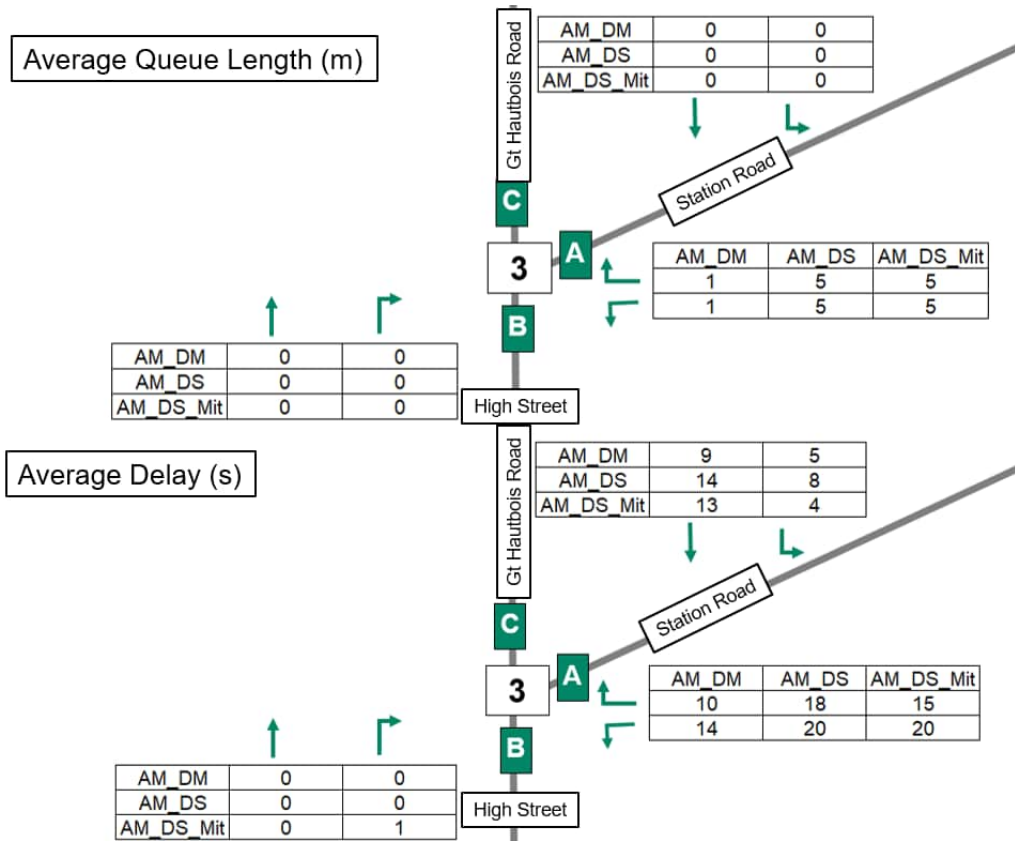 Average Queue Length (m)
Gt Hautbois Road
AM_DM 0 0
AM_DS 0 0
AM_DS_Mit 0 0
Station Road
C
A
3
B
AM_DM AM_DS AM_DS_Mit
1 5 5
1 5 5
AM_DM 0 0
AM_DS 0 0
AM_DS_Mit 0 0
High Street
Average Delay (s)
Gt Hautbois Road
AM_DM 9 5
AM_DS 14 8
AM_DS_Mit 13 4
Station Road
C
A
3
B
AM_DM AM_DS AM_DS_Mit
10 18 15
14 20 20
AM_DM 0 0
AM_DS 0 0
AM_DS_Mit 0 1
High Street